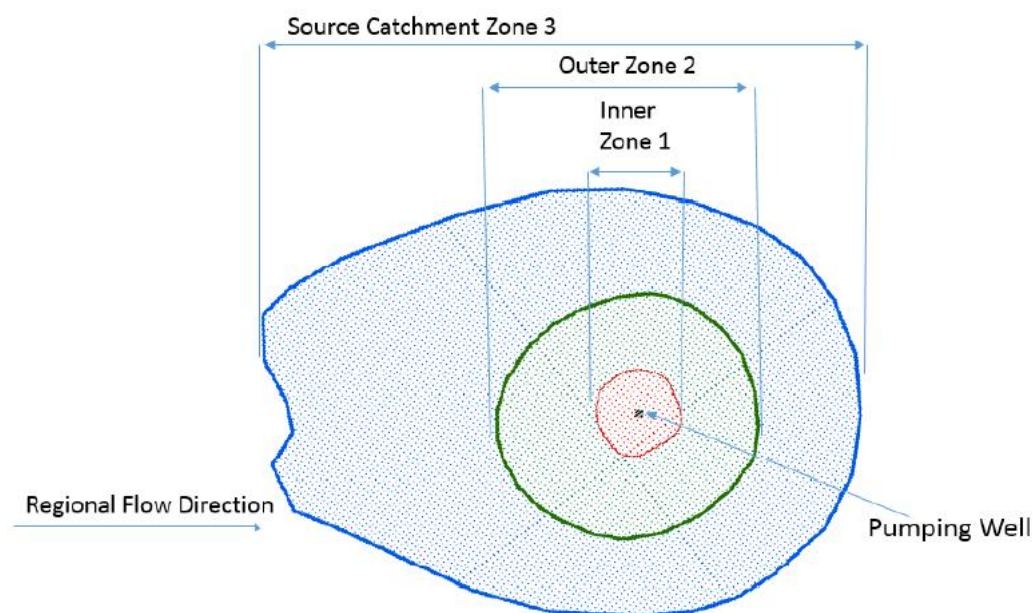 Source Catchment Zone 3
Outer Zone 2
Inner
Zone 1
Regional Flow Direction
Pumping Well